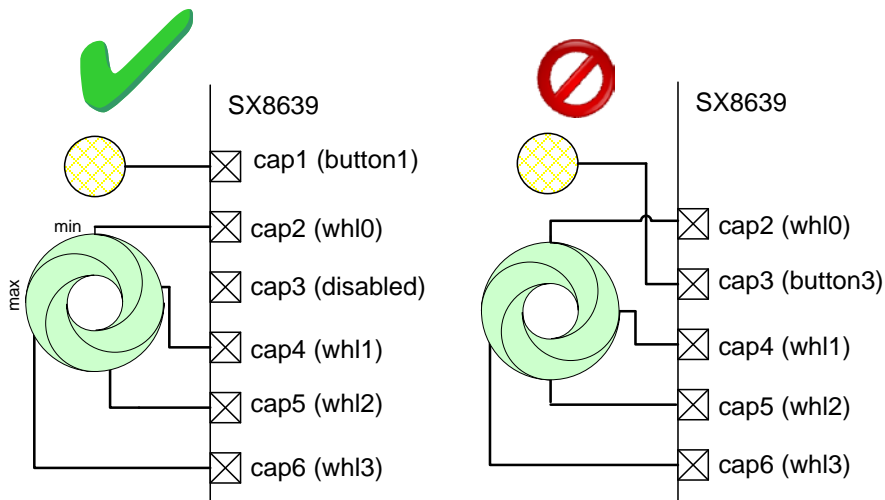 SX8639
cap1 (button1)
min
cap2 (whl0)
max
cap3 (disabled)
cap4 (whl1)
cap5 (whl2)
cap6 (whl3)
SX8639
cap2 (whl0)
cap3 (button3)
cap4 (whl1)
cap5 (whl2)
cap6 (whl3)